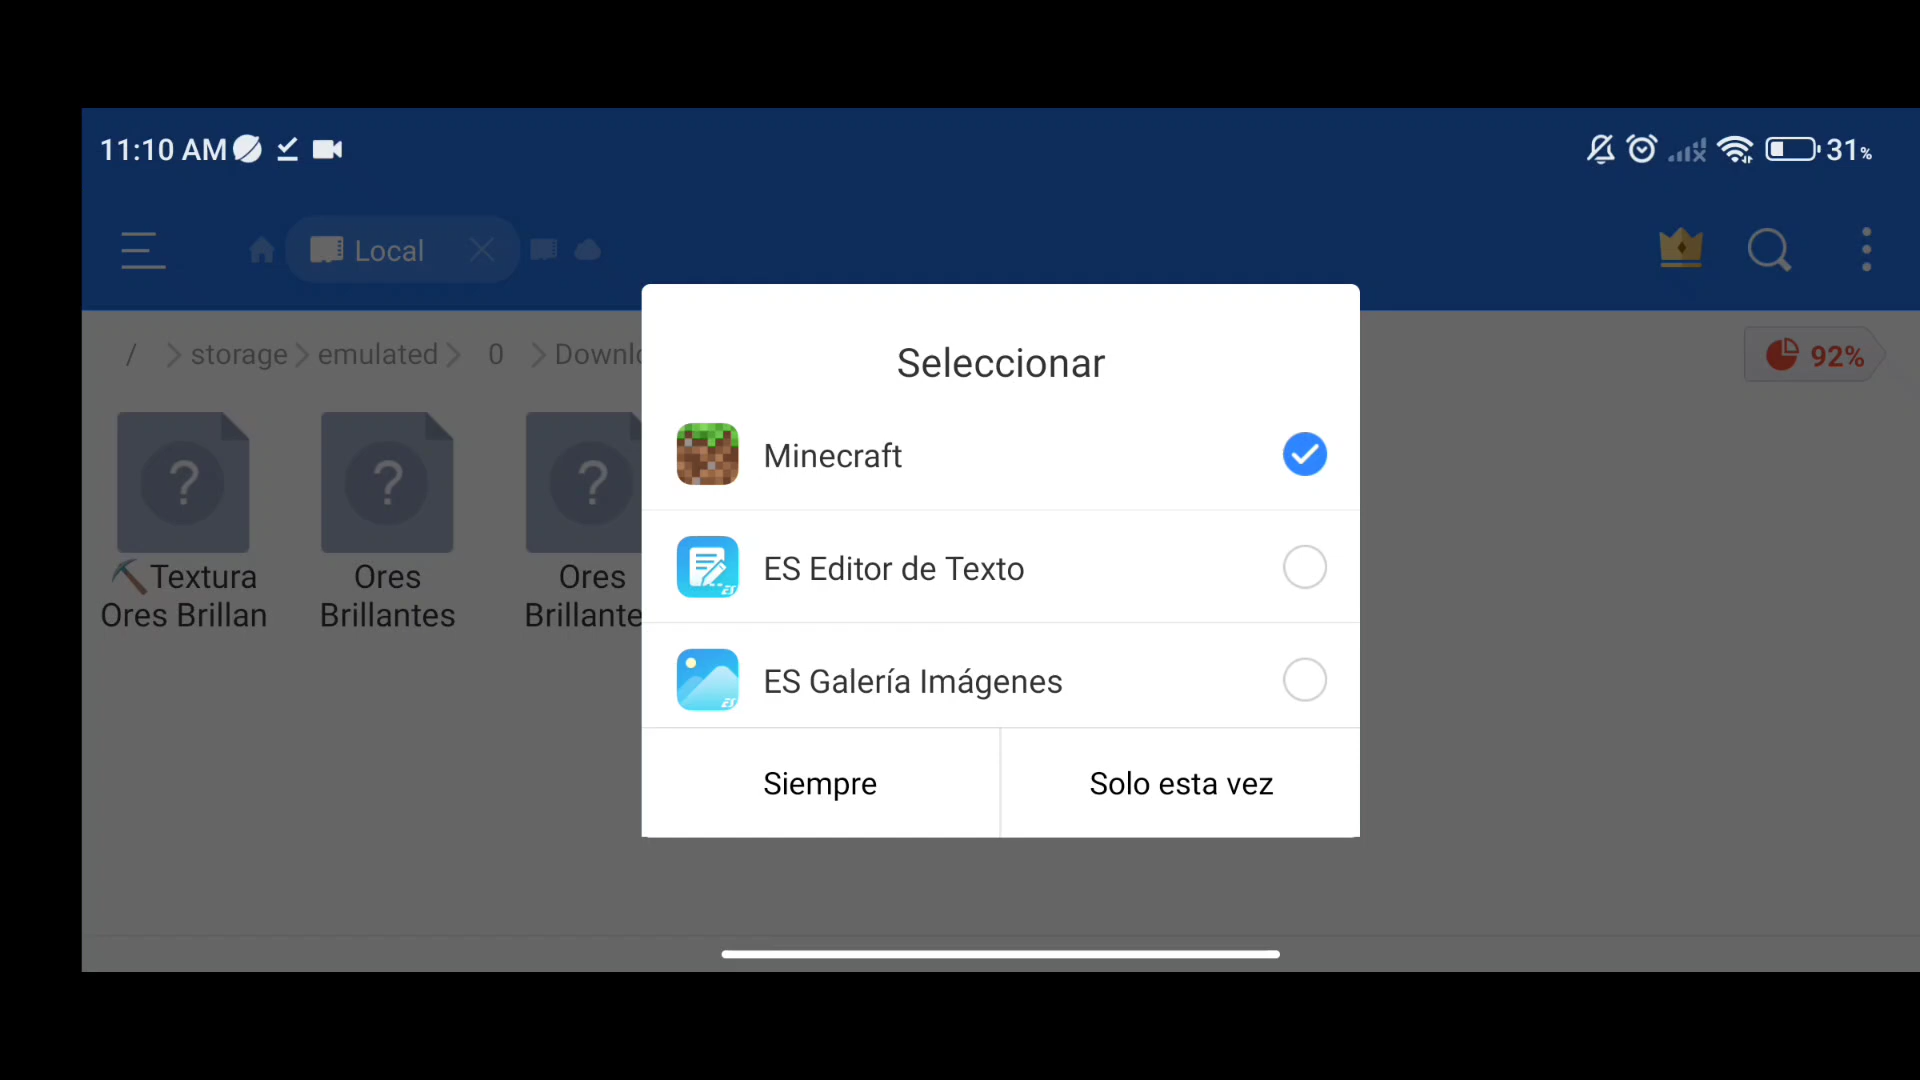 11:10 AM
31%
Local
/ storage emulated 0 Downlo
92%
Textura
Ores Brillan
Ores
Brillantes
Ores
Brillante
Seleccionar
Minecraft
ES Editor de Texto
ES Galería Imágenes
Siempre
Solo esta vez